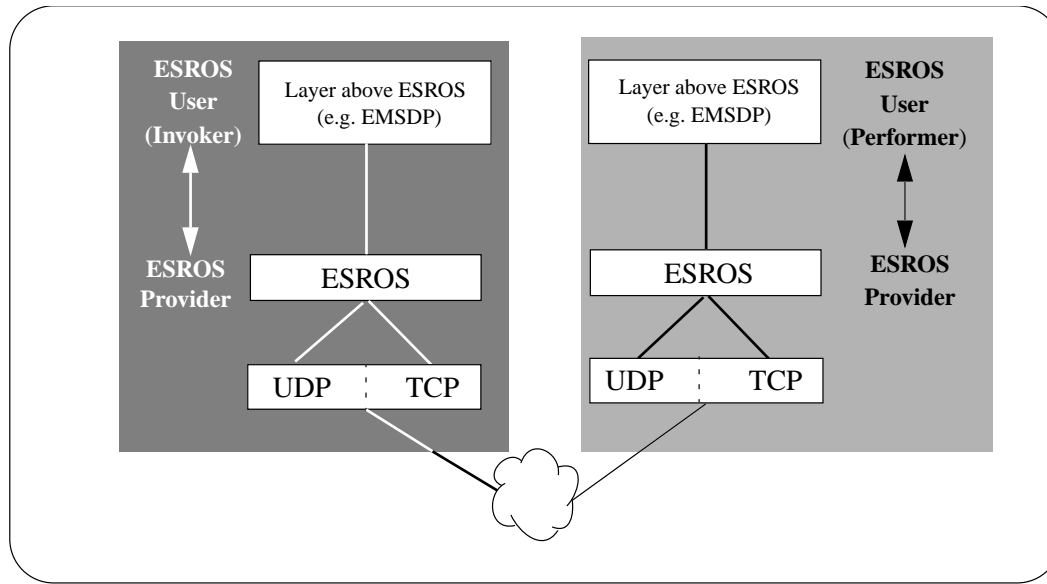 ESROS
User
(Invoker)
Layer above ESROS
(e.g. EMSDP)
ESROS
Provider
ESROS
UDP
TCP
Layer above ESROS
(e.g. EMSDP)
ESROS
User
(Performer)
ESROS
ESROS
Provider
UDP
TCP